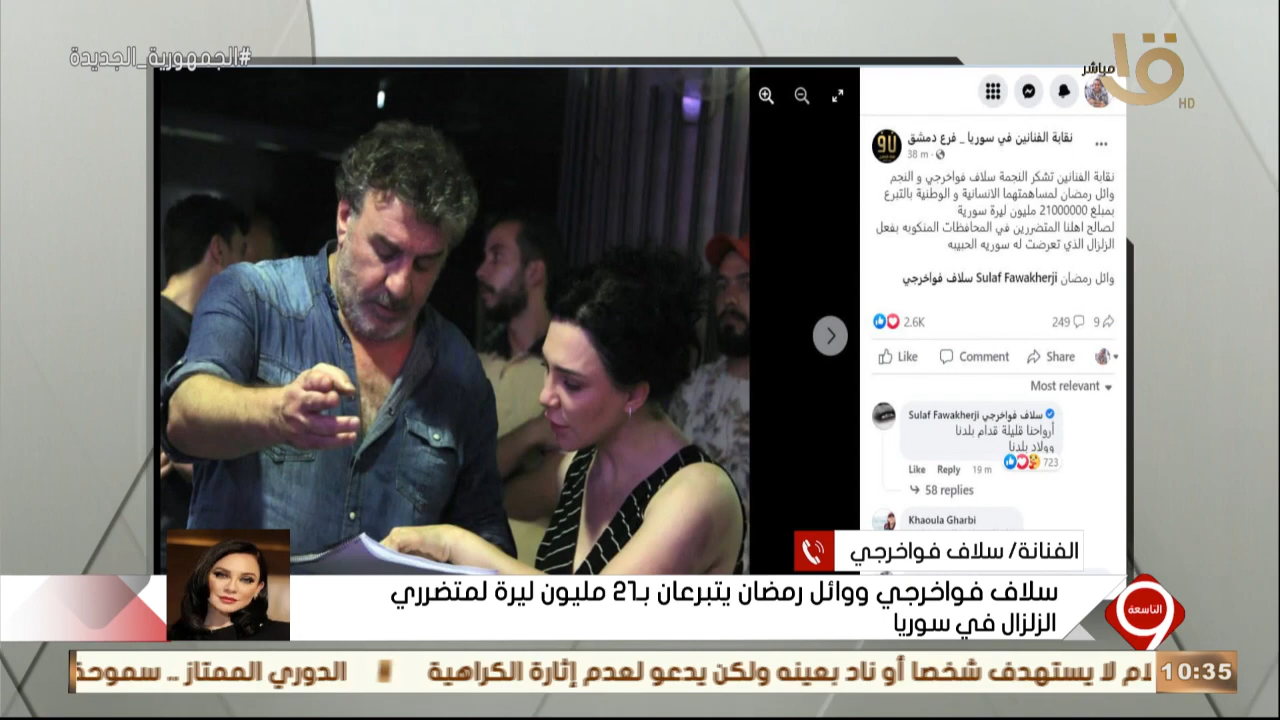 #الجمهورية_الجديدة
مباشر
HD
نقابة الفنانين في سوريا _ فرع دمشق
38 m
نقابة الفنانين تشكر النجمة سلاف فواخرجي و النجم
وائل رمضان لمساهمتهما الانسانية و الوطنية بالتبرع
بمبلغ 21000000 مليون ليرة سورية
لصالح اهلنا المتضررين في المحافظات المنكوبه بفعل
الزلزال الذي تعرضت له سوريه الحبيبه
وائل رمضان Sulaf Fawakherji سلاف فواخرجي
2.6K 249 9
Like Comment Share
Most relevant
Sulaf Fawakherji سلاف فواخرجي
أرواحنا قليلة قدام بلدنا
وولاد بلدنا
723
Like Reply 19 m
58 replies
Khaoula Gharbi
الفنانة/ سلاف فواخرجي
سلاف فواخرجي ووائل رمضان يتبرعان بـ21 مليون ليرة لمتضرري
الزلزال في سوريا
التاسعة
10:35
لام لا يستهدف شخصا أو ناد بعينه ولكن يدعو لعدم إثارة الكراهية الدوري الممتاز .. سموحة